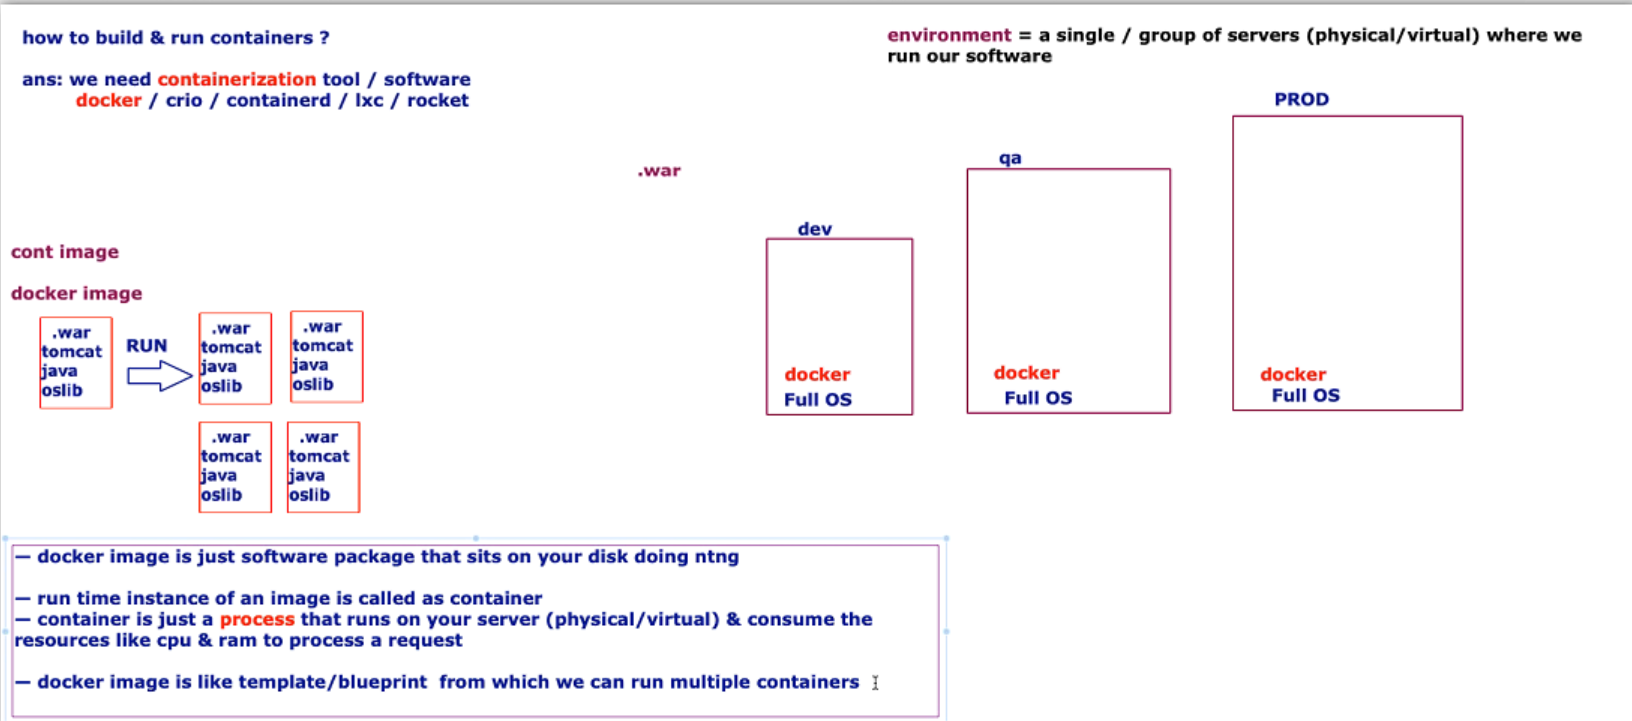 how to build & run containers ?
ans: we need containerization tool / software
docker / crio / containerd / lxc / rocket
environment = a single / group of servers (physical/virtual) where we
run our software
PROD
qa
.war
dev
cont image
docker image
.war
tomcat
java
oslib
RUN
.war
tomcat
java
oslib
.war
tomcat
java
oslib
.war
tomcat
java
oslib
.war
tomcat
java
oslib
docker
Full OS
docker
Full OS
docker
Full OS
— docker image is just software package that sits on your disk doing ntng
— run time instance of an image is called as container
— container is just a process that runs on your server (physical/virtual) & consume the
resources like cpu & ram to process a request
— docker image is like template/blueprint from which we can run multiple containers